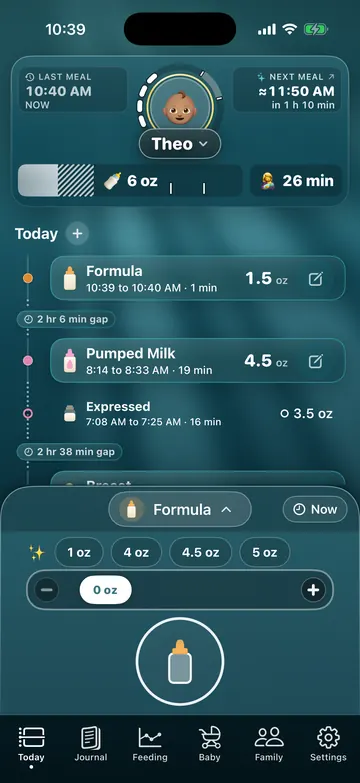 10:39
LAST MEAL
10:40 AM
NOW
NEXT MEAL ↗
≈11:50 AM
in 1 h 10 min
Theo
6 oz
26 min
Today +
Formula
10:39 to 10:40 AM · 1 min
1.5 oz
2 hr 6 min gap
Pumped Milk
8:14 to 8:33 AM · 19 min
4.5 oz
Expressed
7:08 AM to 7:25 AM · 16 min
3.5 oz
2 hr 38 min gap
Breast
Formula
Now
1 oz
4 oz
4.5 oz
5 oz
− 0 oz +
Today
Journal
Feeding
Baby
Family
Settings